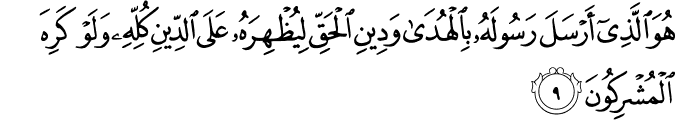 هُوَ ٱلَّذِىٓ أَرْسَلَ رَسُولَهُۥ بِٱلْهُدَىٰ وَدِينِ ٱلْحَقِّ لِيُظْهِرَهُۥ عَلَى ٱلدِّينِ كُلِّهِۦ وَلَوْ كَرِهَ
ٱلْمُشْرِكُونَ ٩